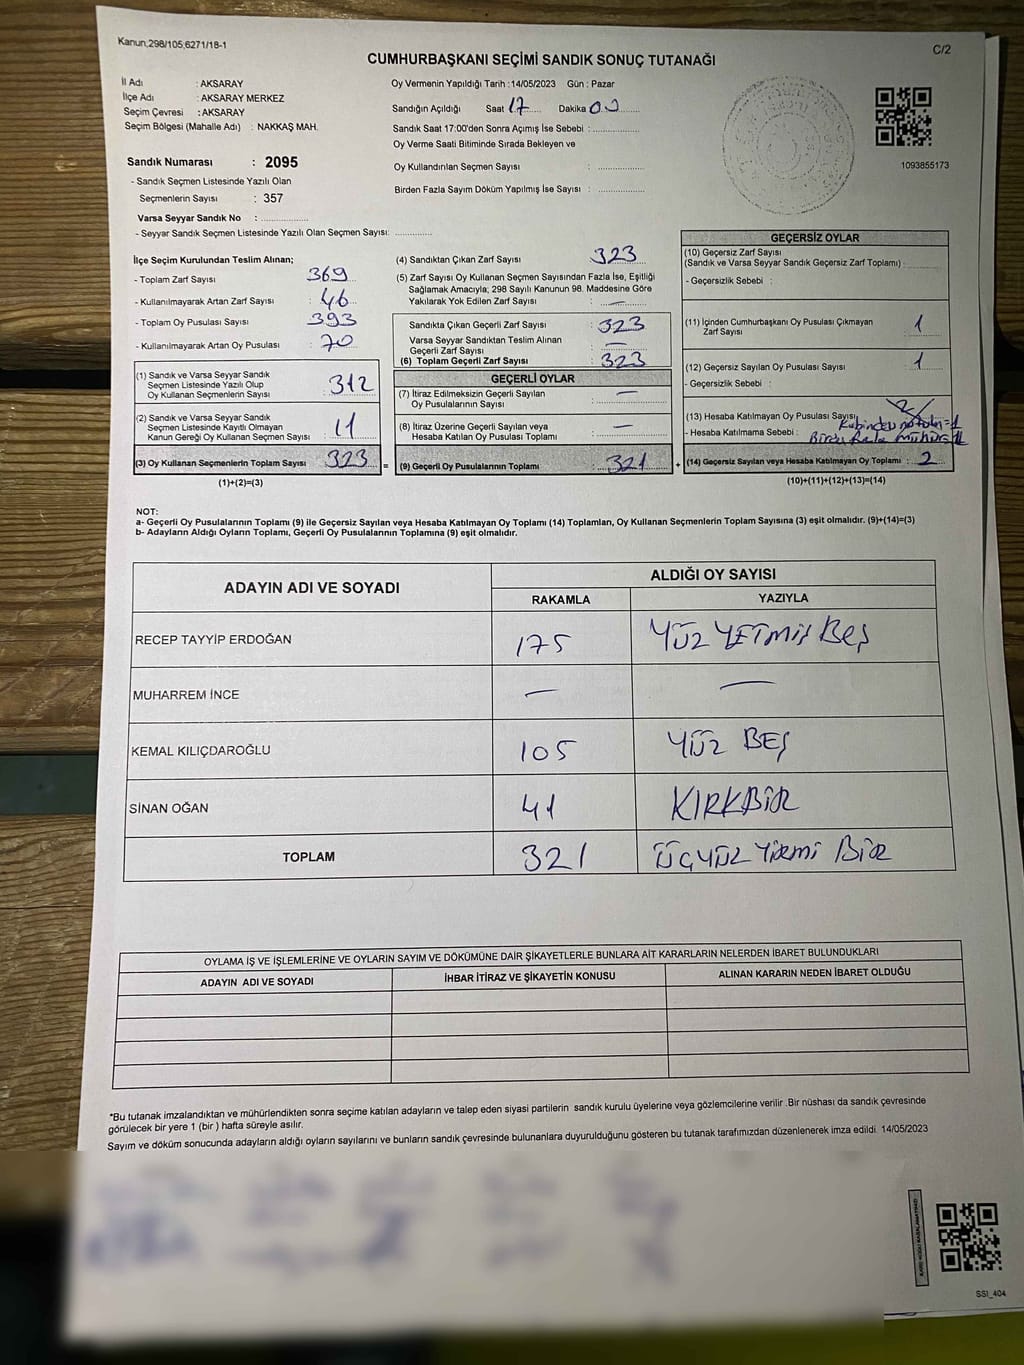 Kanun;298/105;6271/18-1
C/2
CUMHURBAŞKANI SEÇİMİ SANDIK SONUÇ TUTANAĞI
İl Adı : AKSARAY
İlçe Adı : AKSARAY MERKEZ
Seçim Çevresi : AKSARAY
Seçim Bölgesi (Mahalle Adı) : NAKKAŞ MAH.
Sandık Numarası : 2095
- Sandık Seçmen Listesinde Yazılı Olan
Seçmenlerin Sayısı : 357
Varsa Seyyar Sandık No : ..............
- Seyyar Sandık Seçmen Listesinde Yazılı Olan Seçmen Sayısı: ............
Oy Vermenin Yapıldığı Tarih : 14/05/2023 Gün : Pazar
Sandığın Açıldığı Saat 17 Dakika 00
Sandık Saat 17:00'den Sonra Açımış İse Sebebi : ..............
Oy Verme Saati Bitiminde Sırada Bekleyen ve
Oy Kullandırılan Seçmen Sayısı : ..............
Birden Fazla Sayım Döküm Yapılmış İse Sayısı : ..............
1093855173
İlçe Seçim Kurulundan Teslim Alınan;
- Toplam Zarf Sayısı : 369
- Kullanılmayarak Artan Zarf Sayısı : 46
- Toplam Oy Pusulası Sayısı : 393
- Kullanılmayarak Artan Oy Pusulası : 70
(1) Sandık ve Varsa Seyyar Sandık
Seçmen Listesinde Yazılı Olup
Oy Kullanan Seçmenlerin Sayısı : 312
(2) Sandık ve Varsa Seyyar Sandık
Seçmen Listesinde Kayıtlı Olmayan
Kanun Gereği Oy Kullanan Seçmen Sayısı : 11
(3) Oy Kullanan Seçmenlerin Toplam Sayısı : 323 =
(1)+(2)=(3)
(4) Sandıktan Çıkan Zarf Sayısı : 323
(5) Zarf Sayısı Oy Kullanan Seçmen Sayısından Fazla İse, Eşitliği
Sağlamak Amacıyla; 298 Sayılı Kanunun 98. Maddesine Göre
Yakılarak Yok Edilen Zarf Sayısı : —
Sandıkta Çıkan Geçerli Zarf Sayısı : 323
Varsa Seyyar Sandıktan Teslim Alınan
Geçerli Zarf Sayısı : —
(6) Toplam Geçerli Zarf Sayısı : 323
GEÇERLİ OYLAR
(7) İtiraz Edilmeksizin Geçerli Sayılan
Oy Pusulalarının Sayısı : —
(8) İtiraz Üzerine Geçerli Sayılan veya
Hesaba Katılan Oy Pusulası Toplamı : —
(9) Geçerli Oy Pusulalarının Toplamı : 321 +
GEÇERSİZ OYLAR
(10) Geçersiz Zarf Sayısı
(Sandık ve Varsa Seyyar Sandık Geçersiz Zarf Toplamı) :
- Geçersizlik Sebebi :
(11) İçinden Cumhurbaşkanı Oy Pusulası Çıkmayan
Zarf Sayısı : 1
(12) Geçersiz Sayılan Oy Pusulası Sayısı : 1
- Geçersizlik Sebebi :
(13) Hesaba Katılmayan Oy Pusulası Sayısı
- Hesaba Katılmama Sebebi :
Birden fazla mühür=1
(14) Geçersiz Sayılan veya Hesaba Katılmayan Oy Toplamı : 2
(10)+(11)+(12)+(13)=(14)
NOT:
a- Geçerli Oy Pusulalarının Toplamı (9) ile Geçersiz Sayılan veya Hesaba Katılmayan Oy Toplamı (14) Toplamları, Oy Kullanan Seçmenlerin Toplam Sayısına (3) eşit olmalıdır. (9)+(14)=(3)
b- Adayların Aldığı Oyların Toplamı, Geçerli Oy Pusulalarının Toplamına (9) eşit olmalıdır.
ADAYIN ADI VE SOYADI
ALDIĞI OY SAYISI
RAKAMLA YAZIYLA
RECEP TAYYİP ERDOĞAN 175 YÜZ YETMİŞ BEŞ
MUHARREM İNCE — —
KEMAL KILIÇDAROĞLU 105 YÜZ BEŞ
SİNAN OĞAN 41 KIRKBİR
TOPLAM 321 ÜÇYÜZ YİRMİ BİR
OYLAMA İŞ VE İŞLEMLERİNE VE OYLARIN SAYIM VE DÖKÜMÜNE DAİR ŞİKAYETLERLE BUNLARA AİT KARARLARIN NELERDEN İBARET BULUNDUKLARI
ADAYIN ADI VE SOYADI İHBAR İTİRAZ VE ŞİKAYETİN KONUSU ALINAN KARARIN NEDEN İBARET OLDUĞU
*Bu tutanak imzalandıktan ve mühürlendikten sonra seçime katılan adayların ve talep eden siyasi partilerin sandık kurulu üyelerine veya gözlemcilerine verilir .Bir nüshası da sandık çevresinde
görülecek bir yere 1 (bir ) hafta süreyle asılır.
Sayım ve döküm sonucunda adayların aldığı oyların sayılarını ve bunların sandık çevresinde bulunanlara duyurulduğunu gösteren bu tutanak tarafımızdan düzenlenerek imza edildi. 14/05/2023
SSI_404